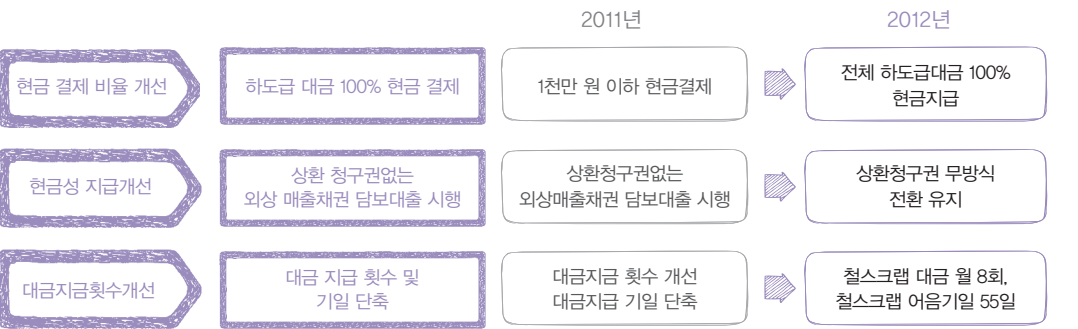 2011년
2012년
현금 결제 비율 개선
하도급 대금 100% 현금 결제
1천만 원 이하 현금결제
전체 하도급대금 100%
현금지급
현금성 지급개선
상환 청구권없는
외상 매출채권 담보대출 시행
상환청구권없는
외상매출채권 담보대출 시행
상환청구권 무방식
전환 유지
대금지금횟수개선
대금 지급 횟수 및
기일 단축
대금지금 횟수 개선
대금지급 기일 단축
철스크랩 대금 월 8회,
철스크랩 어음기일 55일